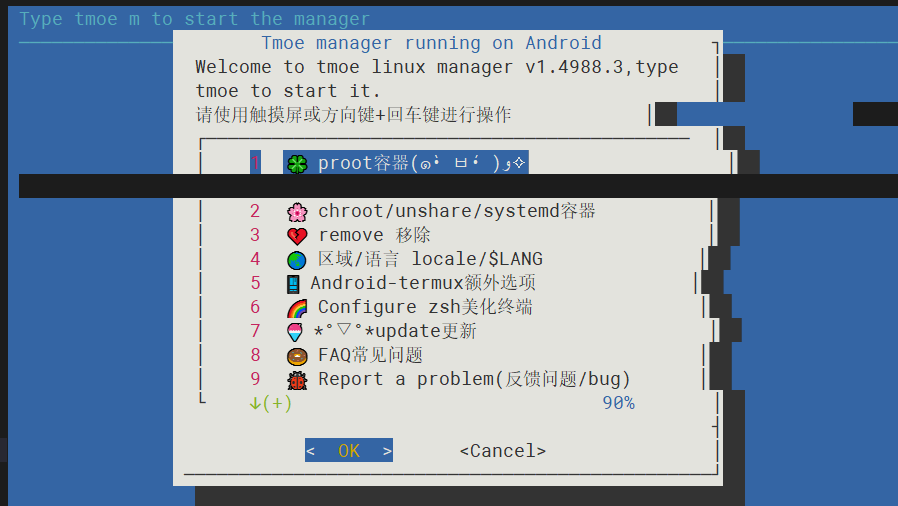 Type tmoe m to start the manager
Tmoe manager running on Android
Welcome to tmoe linux manager v1.4988.3,type
tmoe to start it.
请使用触摸屏或方向键+回车键进行操作
1 🍀 proot容器(๑•̀ㅂ•́)و✧
2 🌸 chroot/unshare/systemd容器
3 💔 remove 移除
4 🌏 区域/语言 locale/$LANG
5 📱 Android-termux额外选项
6 🌈 Configure zsh美化终端
7 🍧 *°▽°*update更新
8 🍩 FAQ常见问题
9 🐞 Report a problem(反馈问题/bug)
↓(+) 90%
< OK > <Cancel>